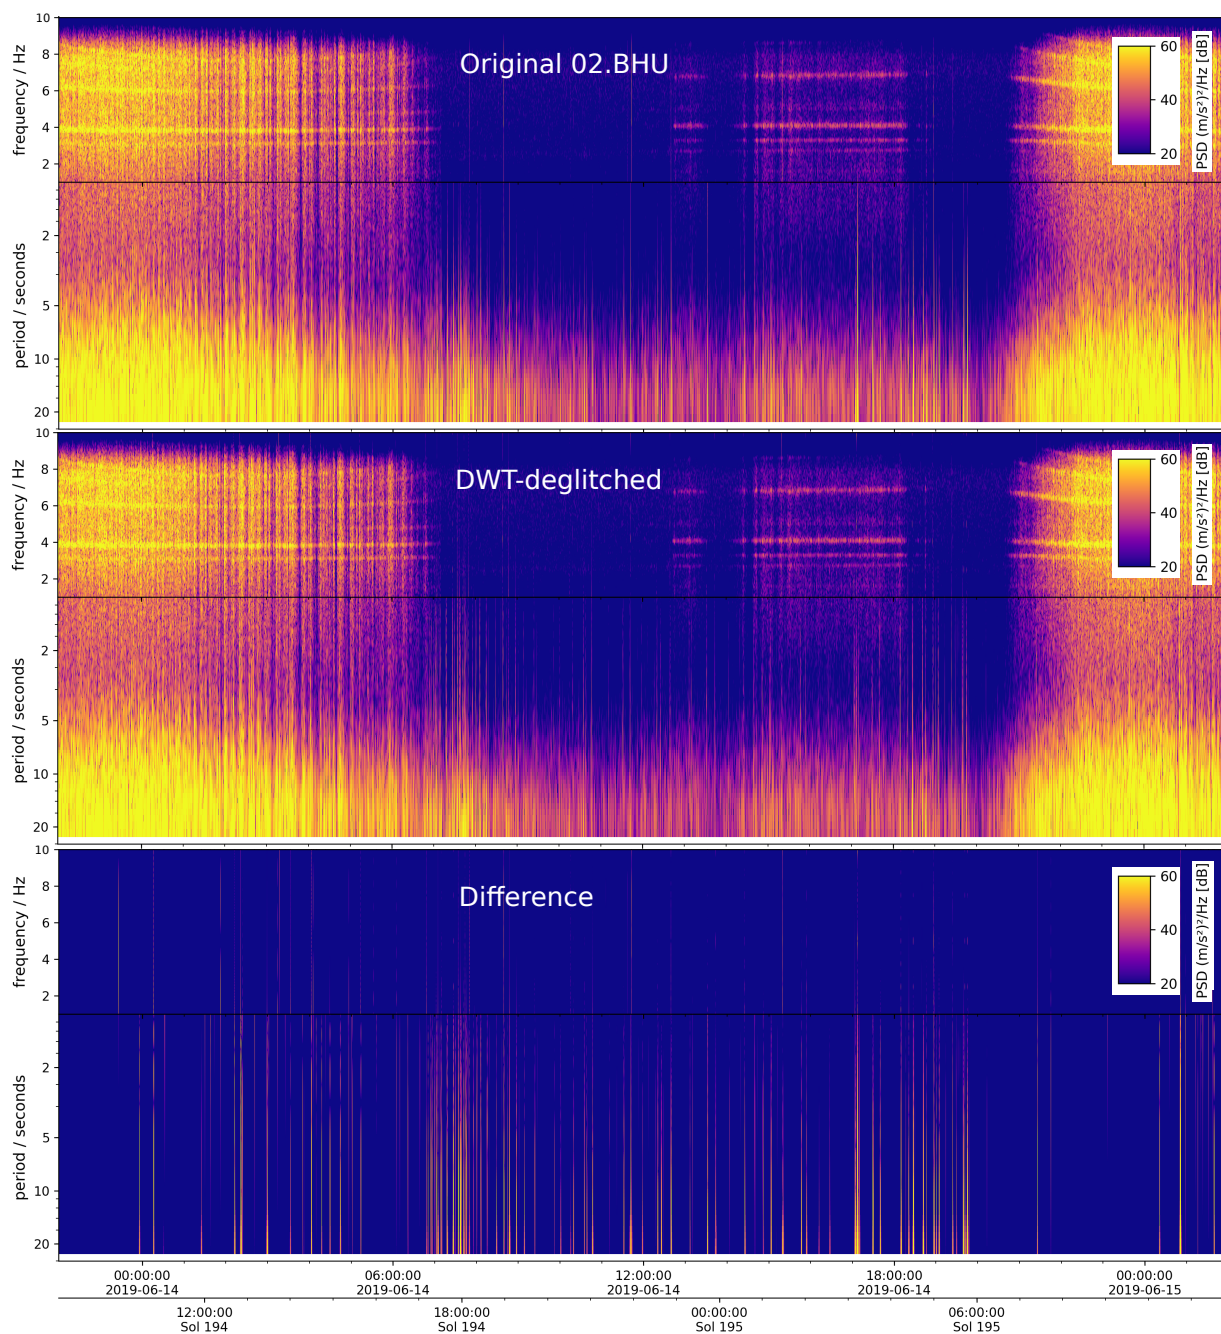 10
8
6
4
2
frequency / Hz
Original 02.BHU
60
40
20
PSD (m/s²)²/Hz [dB]
2
5
10
20
period / seconds
10
8
6
4
2
frequency / Hz
DWT-deglitched
60
40
20
PSD (m/s²)²/Hz [dB]
2
5
10
20
period / seconds
10
8
6
4
2
frequency / Hz
Difference
60
40
20
PSD (m/s²)²/Hz [dB]
2
5
10
20
period / seconds
00:00:00 06:00:00 12:00:00 18:00:00 00:00:00
2019-06-14 2019-06-14 2019-06-14 2019-06-14 2019-06-15
12:00:00 18:00:00 00:00:00 06:00:00
Sol 194 Sol 194 Sol 195 Sol 195